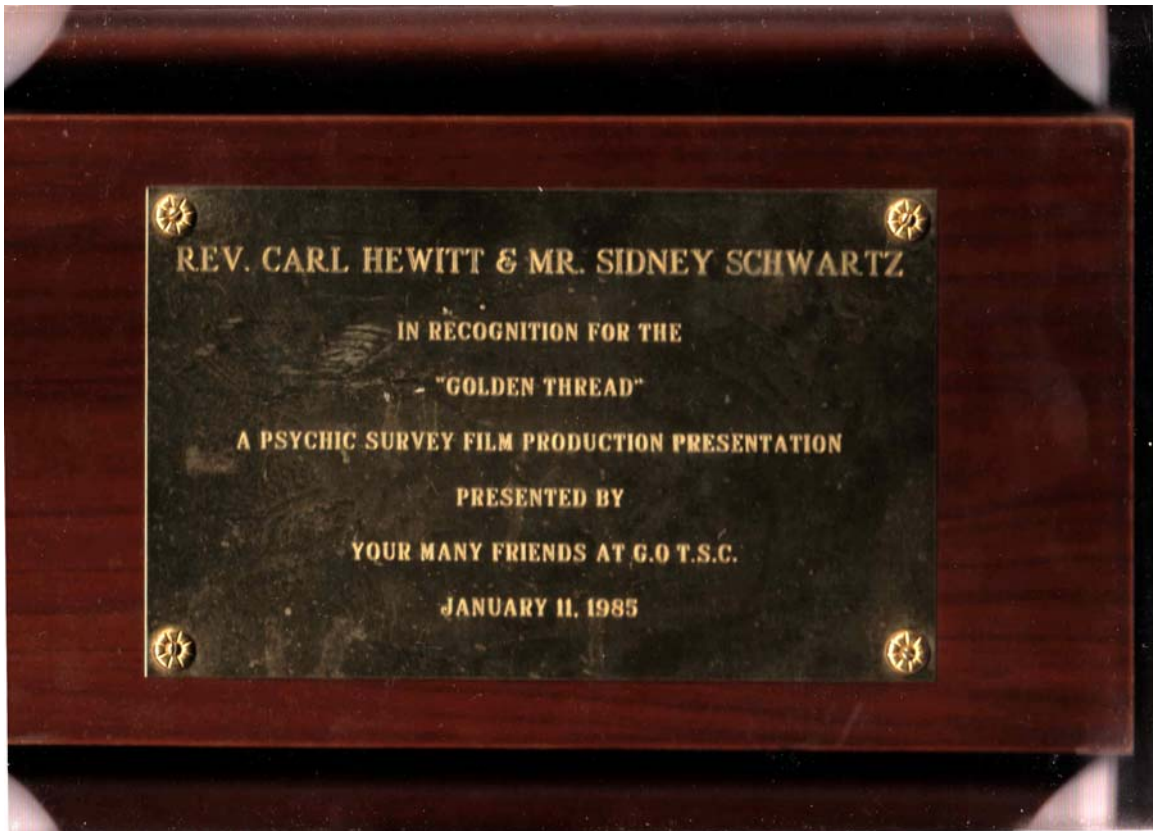 REV. CARL HEWITT & MR. SIDNEY SCHWARTZ
IN RECOGNITION FOR THE
"GOLDEN THREAD"
A PSYCHIC SURVEY FILM PRODUCTION PRESENTATION
PRESENTED BY
YOUR MANY FRIENDS AT G.O T.S.C.
JANUARY 11, 1985